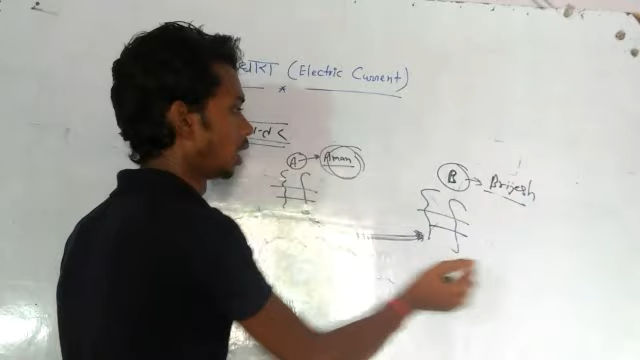 धारा (Electric Current)
A → Aman
B → Brijesh